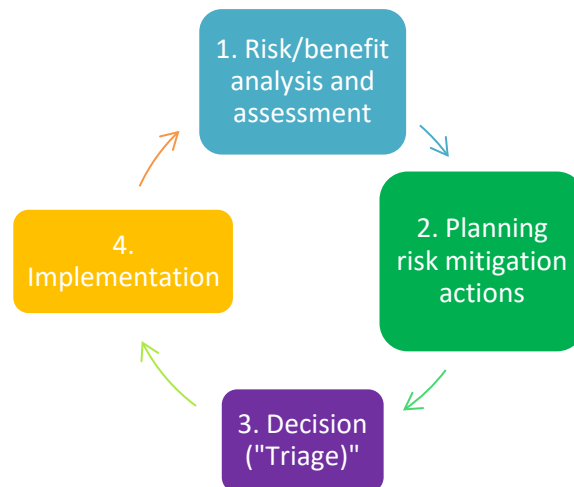 1. Risk/benefit
analysis and
assessment
2. Planning
risk mitigation
actions
3. Decision
("Triage)"
4.
Implementation